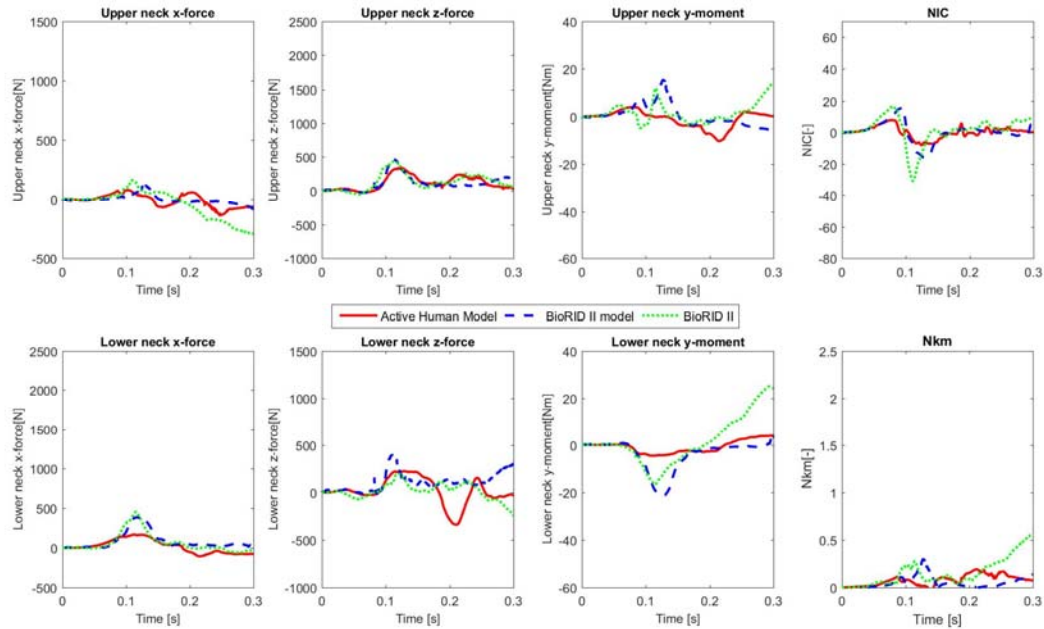 Upper neck x-force
Upper neck x-force[N]
1500
1000
500
0
-500
0 0.1 0.2 0.3
Time [s]
Upper neck z-force
Upper neck z-force[N]
2500
2000
1500
1000
500
0
-500
-1000
0 0.1 0.2 0.3
Time [s]
Upper neck y-moment
Upper neck y-moment[Nm]
40
20
0
-20
-40
-60
0 0.1 0.2 0.3
Time [s]
NIC
NIC[-]
60
40
20
0
-20
-40
-60
-80
0 0.1 0.2 0.3
Time [s]
Active Human Model BioRID II model BioRID II
Lower neck x-force
Lower neck x-force[N]
2500
2000
1500
1000
500
0
-500
0 0.1 0.2 0.3
Time [s]
Lower neck z-force
Lower neck z-force[N]
1500
1000
500
0
-500
-1000
0 0.1 0.2 0.3
Time [s]
Lower neck y-moment
Lower neck y-moment[Nm]
40
20
0
-20
-40
-60
0 0.1 0.2 0.3
Time [s]
Nkm
Nkm[-]
2.5
2
1.5
1
0.5
0
0 0.1 0.2 0.3
Time [s]